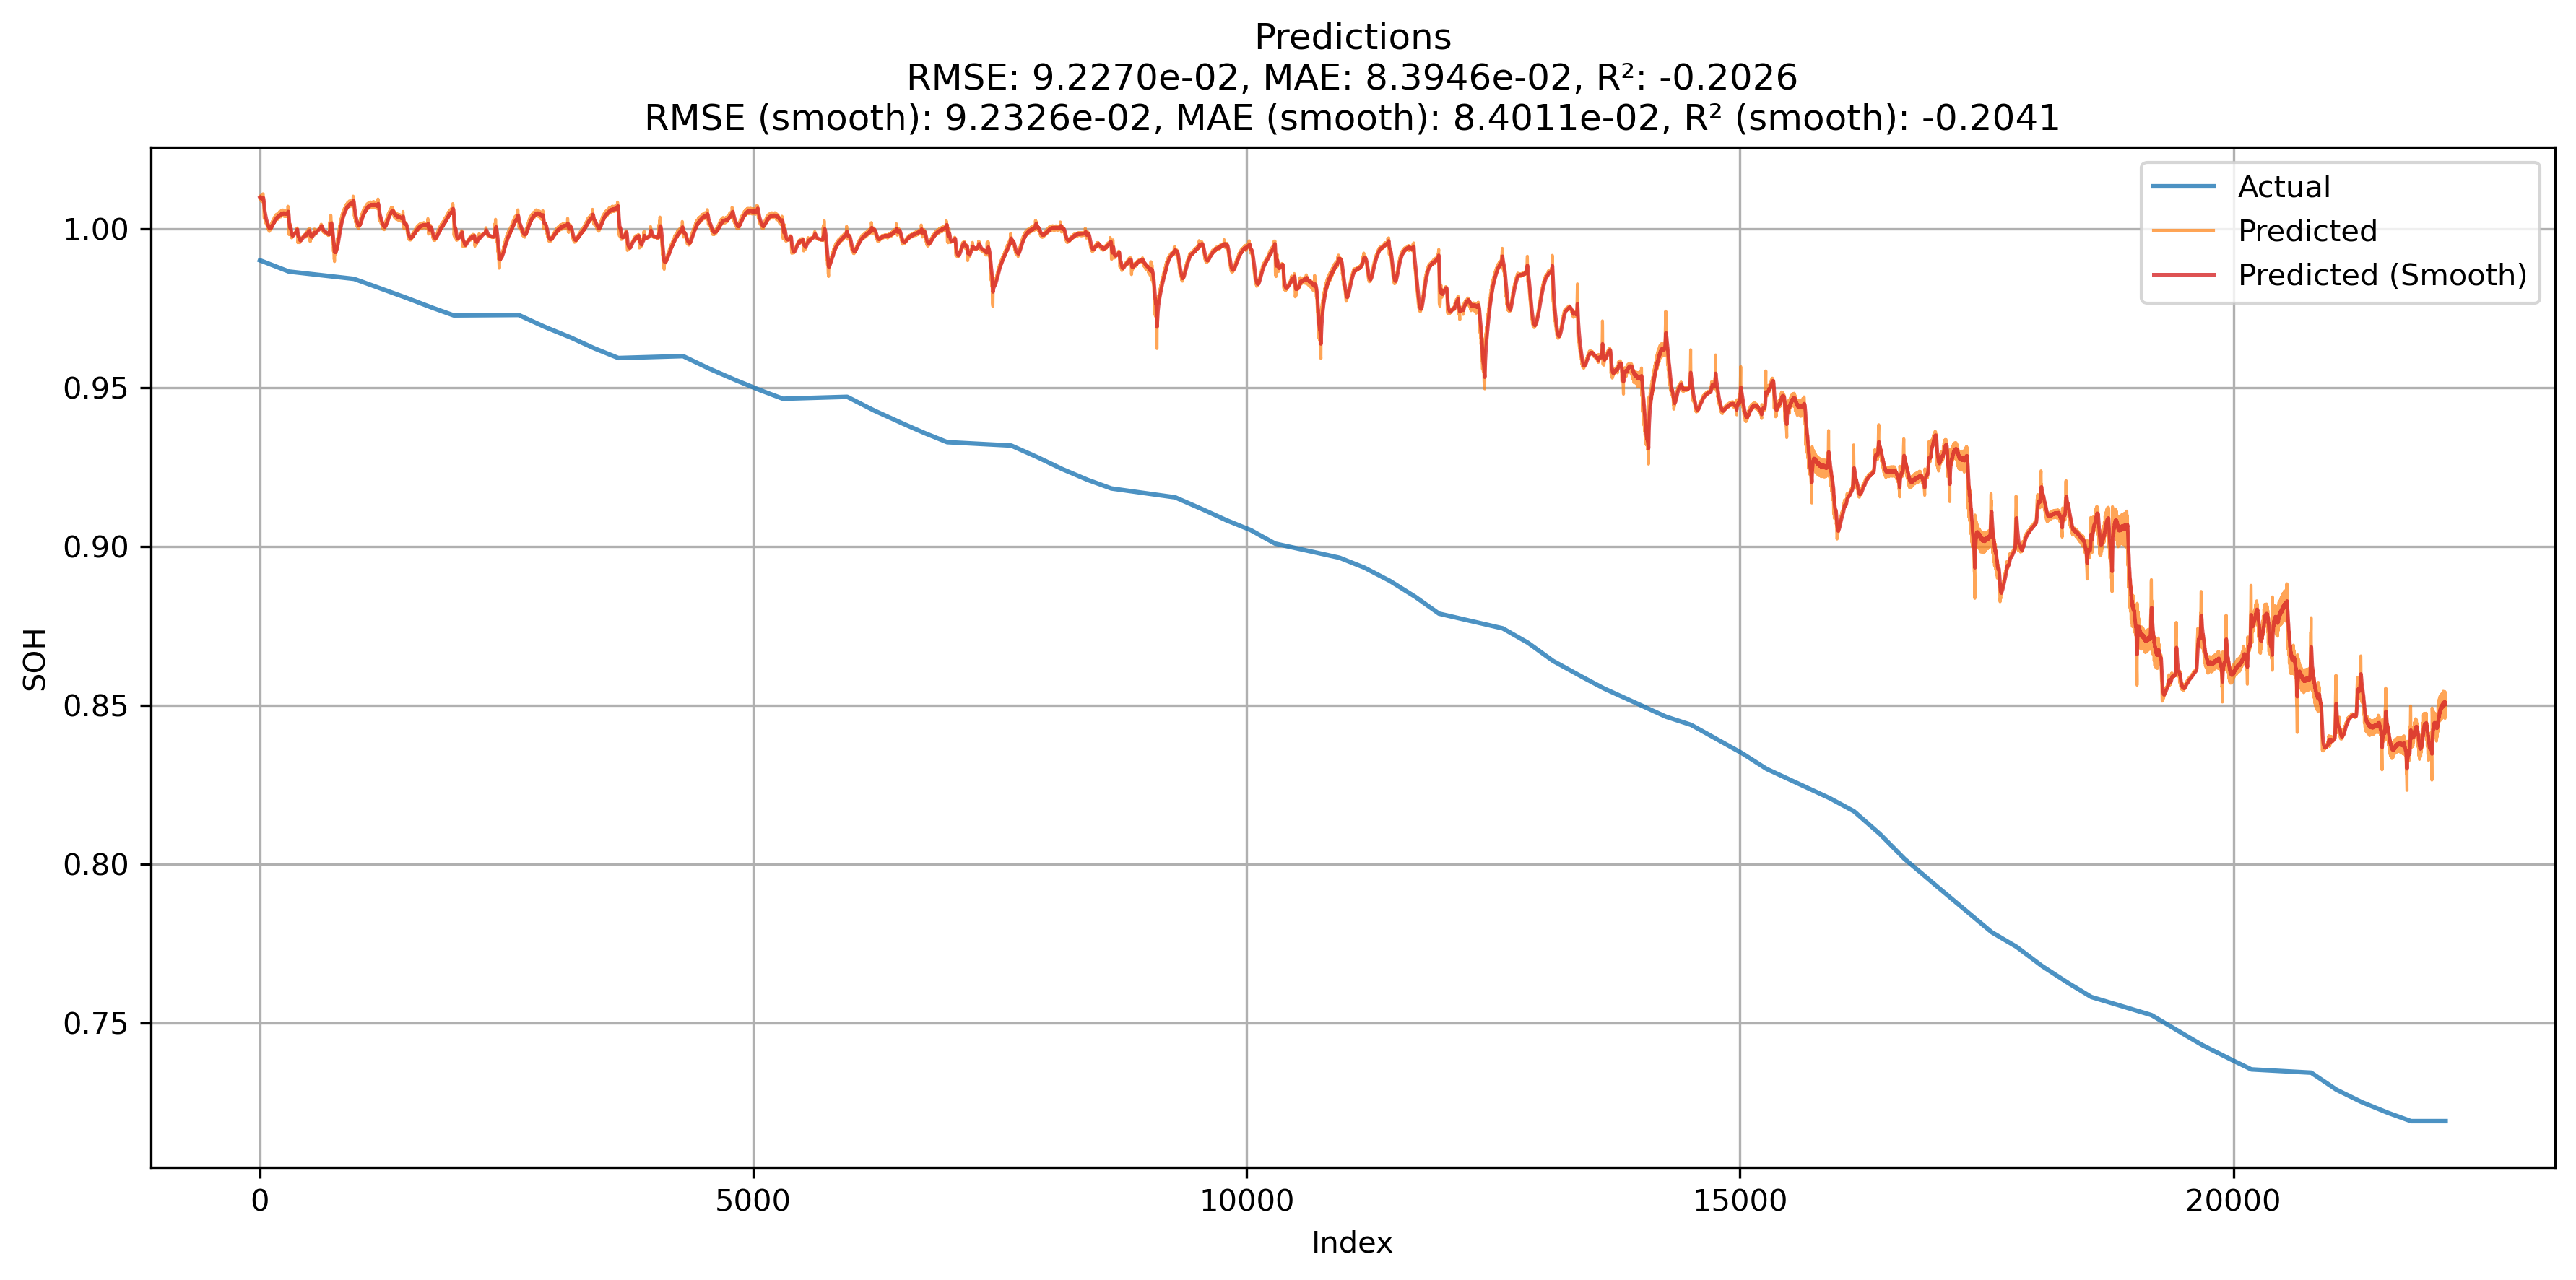 Predictions
RMSE: 9.2270e-02, MAE: 8.3946e-02, R²: -0.2026
RMSE (smooth): 9.2326e-02, MAE (smooth): 8.4011e-02, R² (smooth): -0.2041
Actual
Predicted
Predicted (Smooth)
SOH
1.00
0.95
0.90
0.85
0.80
0.75
0 5000 10000 15000 20000
Index